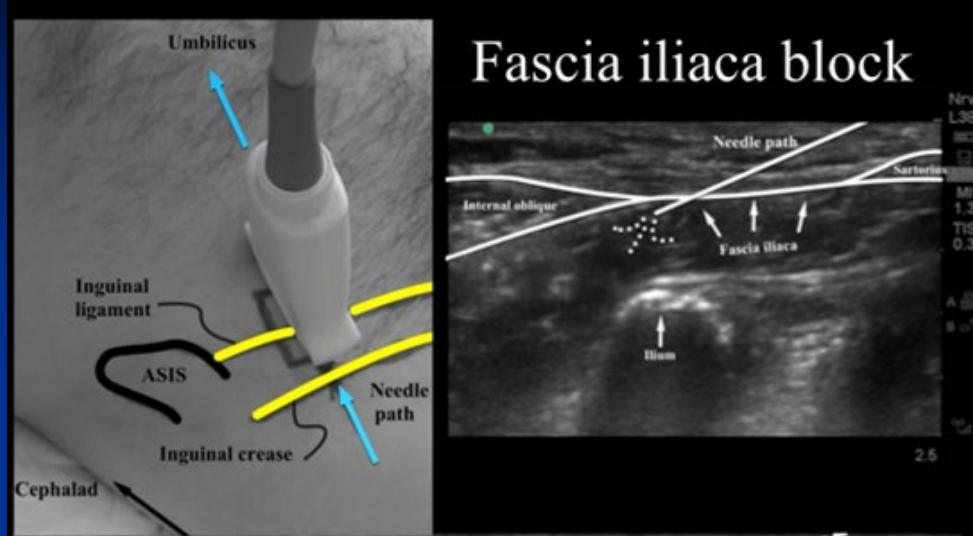 Fascia iliaca block
Umbilicus
Inguinal
ligament
ASIS
Needle
path
Inguinal crease
Cephalad
Needle path
Sartorius
Internal oblique
Fascia iliaca
Ilium
A
B
2.5